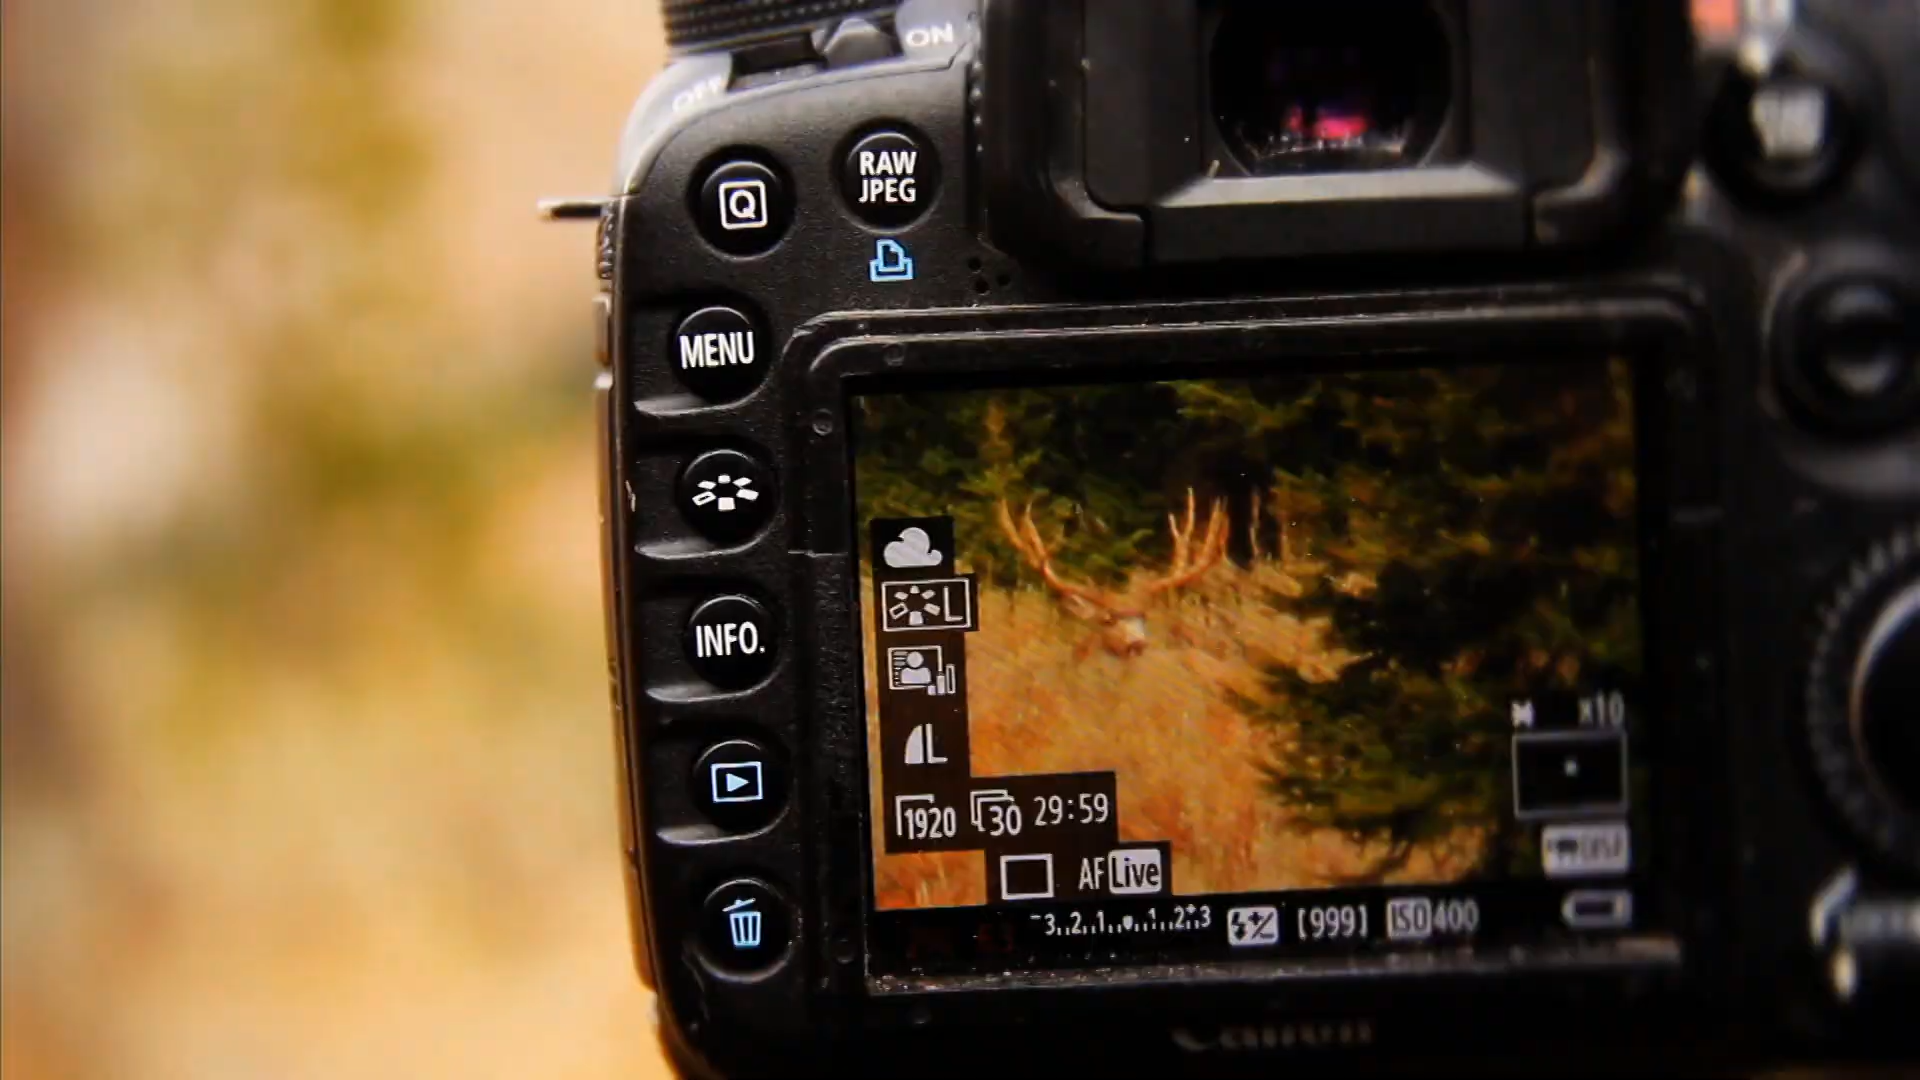 ON
OFF
Q
RAW
JPEG
MENU
L
INFO.
x10
L
1920 30 29:59
AF Live
-3..2..1..0..1..2.+3 [999] ISO 400
Canon